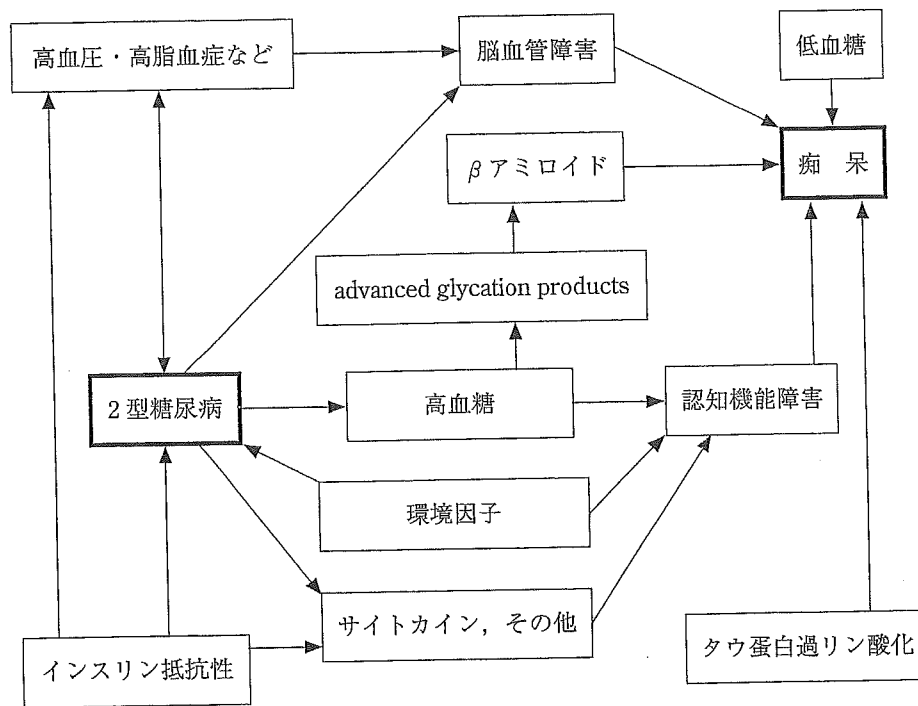 高血圧・高脂血症など
脳血管障害
低血糖
βアミロイド
痴　呆
advanced glycation products
2型糖尿病
高血糖
認知機能障害
環境因子
サイトカイン，その他
インスリン抵抗性
タウ蛋白過リン酸化